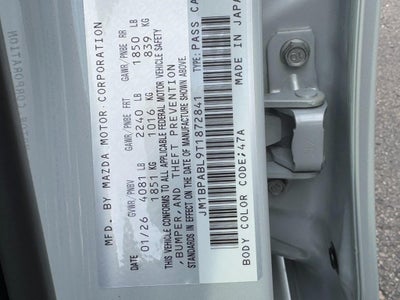 MFD. BY MAZDA MOTOR CORPORATION
GVWR/PNBV GAWR/PNBE FRT GAWR/PNBE RR
DATE 01/26 4081 LB 2240 LB 1850 LB
1851 KG 1016 KG 839 KG
THIS VEHICLE CONFORMS TO ALL APPLICABLE FEDERAL MOTOR VEHICLE SAFETY
, BUMPER, AND THEFT PREVENTION
STANDARDS IN EFFECT ON THE DATE OF MANUFACTURE SHOWN ABOVE.
JM1BPABL9T1872841 TYPE: PASS CA
MADE IN JAPA
BODY COLOR CODE;47A